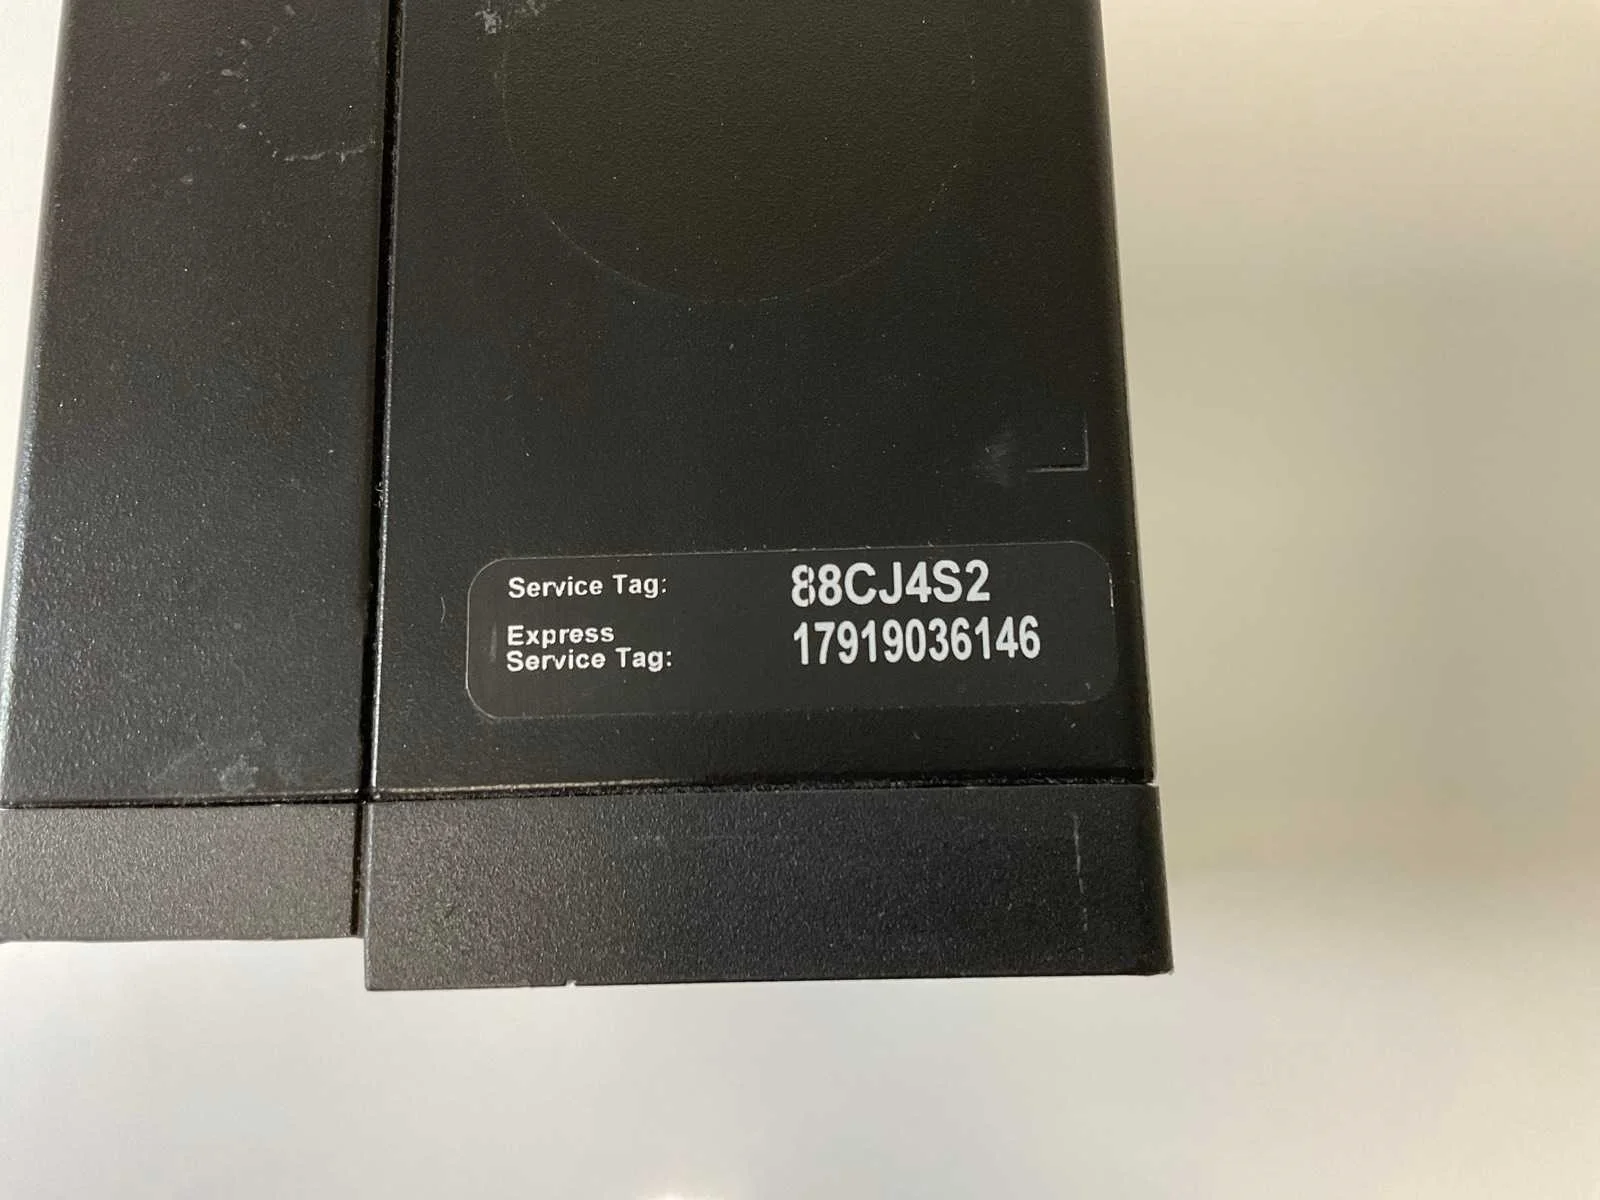 Service Tag: 88CJ4S2
Express
Service Tag: 17919036146